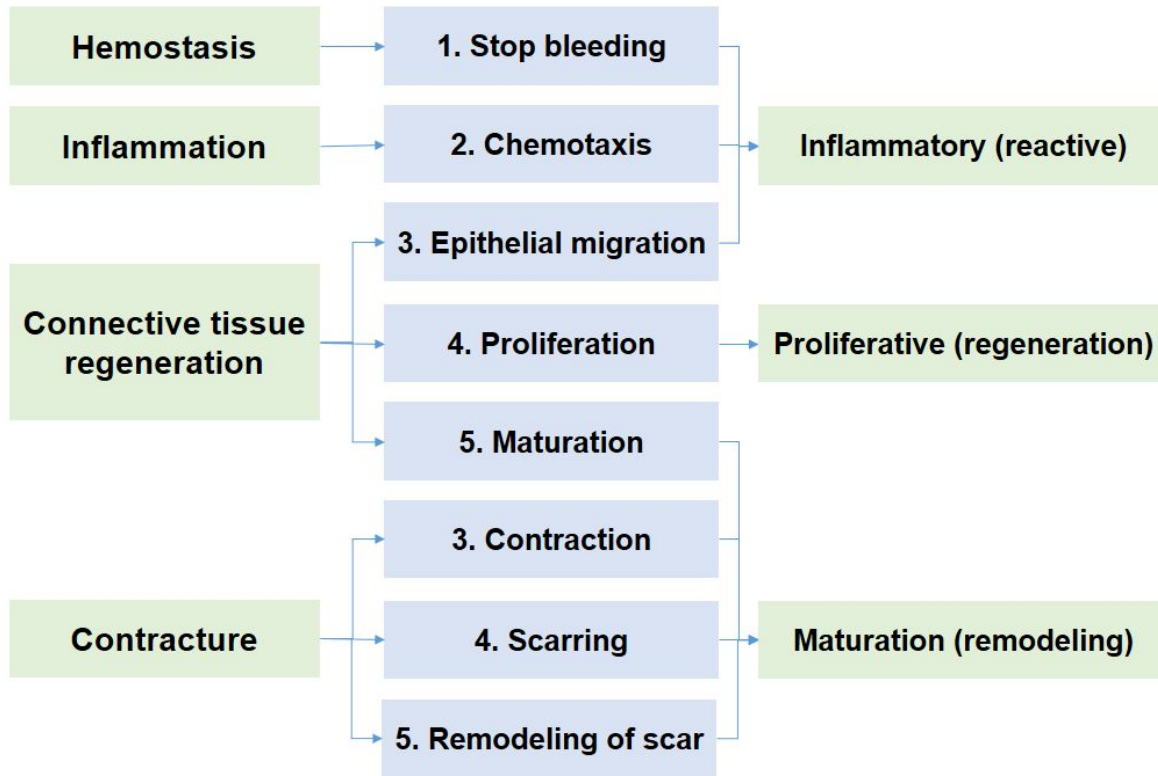 Hemostasis
1. Stop bleeding
Inflammation
2. Chemotaxis
Inflammatory (reactive)
3. Epithelial migration
Connective tissue
regeneration
4. Proliferation
Proliferative (regeneration)
5. Maturation
3. Contraction
Contracture
4. Scarring
Maturation (remodeling)
5. Remodeling of scar